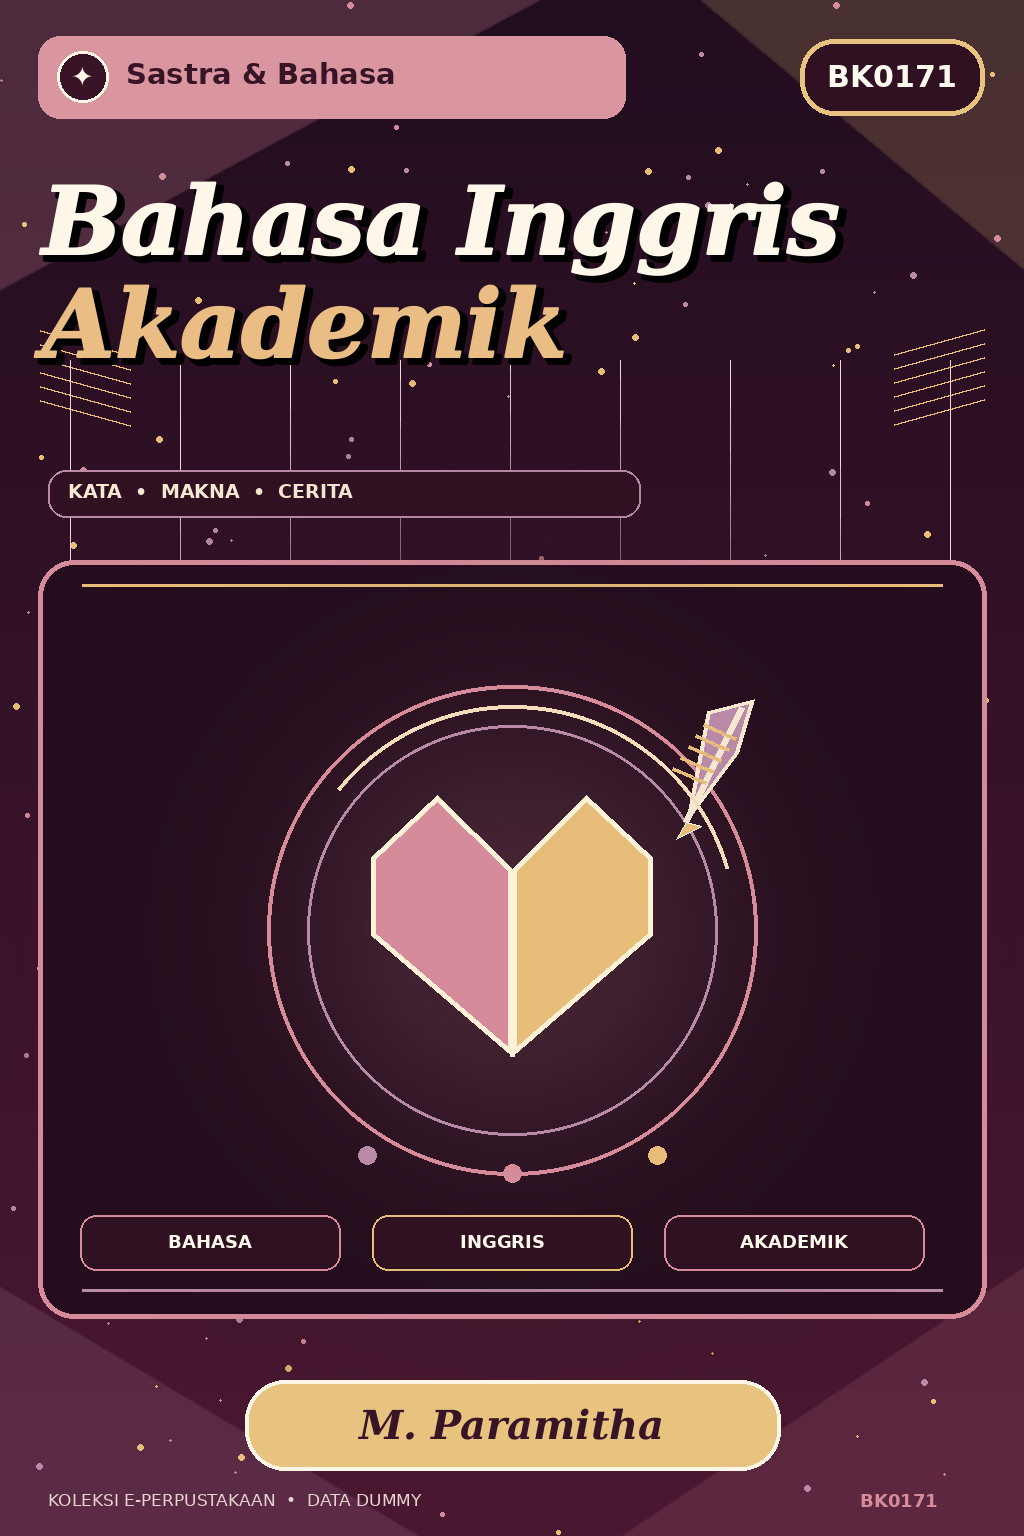 Sastra & Bahasa
BK0171
Bahasa Inggris
Akademik
KATA • MAKNA • CERITA
BAHASA
INGGRIS
AKADEMIK
M. Paramitha
KOLEKSI E-PERPUSTAKAAN • DATA DUMMY
BK0171